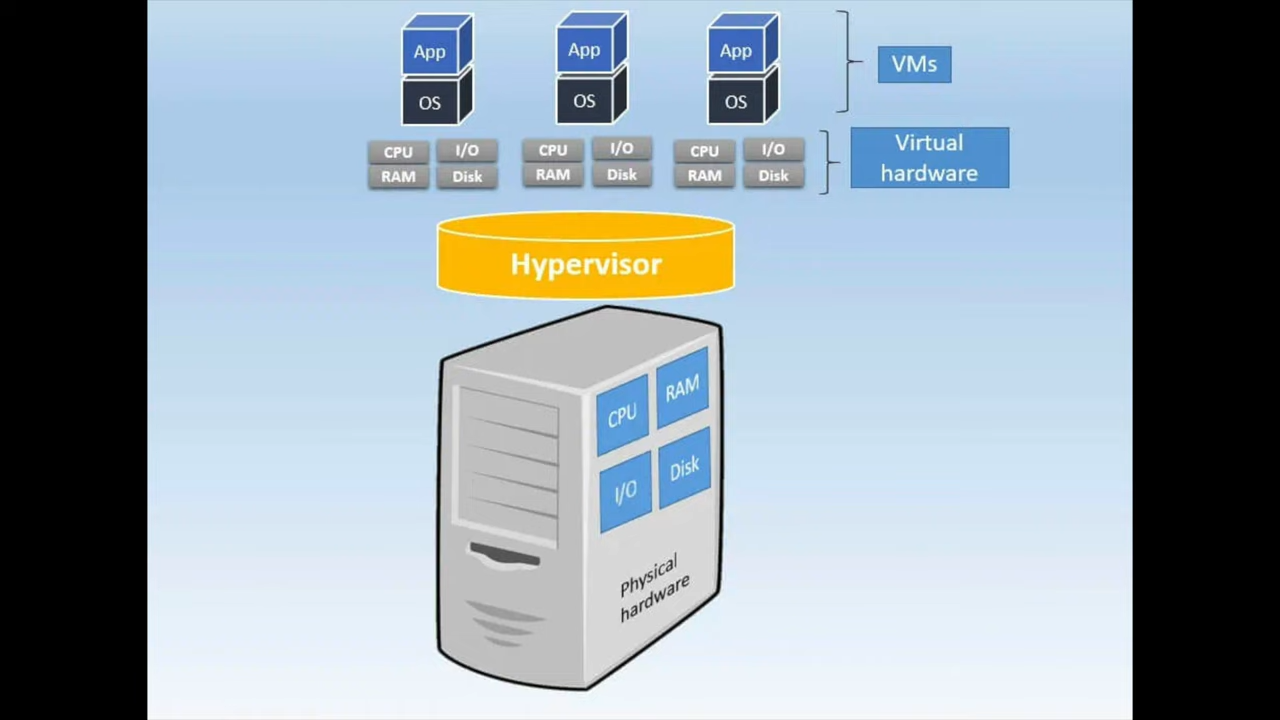 App App App
VMs
OS OS OS
CPU I/O CPU I/O CPU I/O
RAM Disk RAM Disk RAM Disk
Virtual
hardware
Hypervisor
CPU RAM
I/O Disk
Physical
hardware